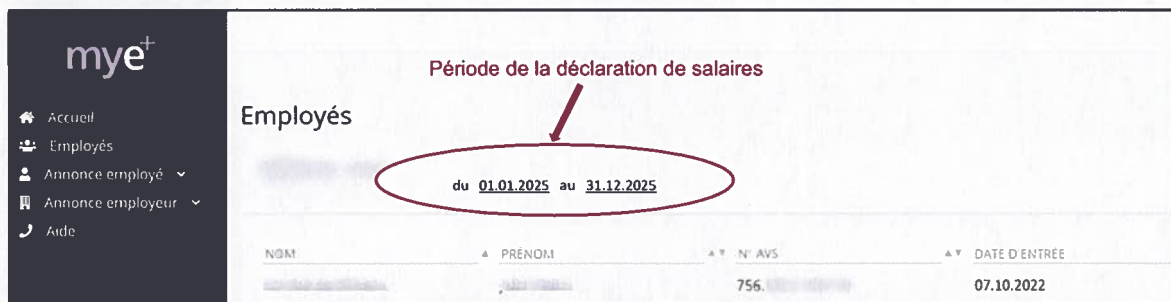 mye+
Période de la déclaration de salaires
Accueil
Employés
Employés
Annonce employé
Annonce employeur
du 01.01.2025 au 31.12.2025
Aide
NOM PRÉNOM N° AVS DATE D'ENTRÉE
756. 07.10.2022